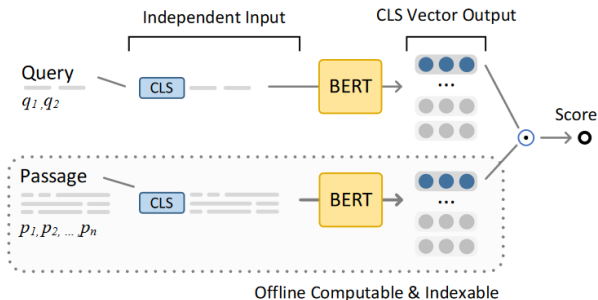 Independent Input
CLS Vector Output
Query
q1,q2
CLS
BERT
...
Score
Passage
p1, p2, ... , pn
CLS
BERT
...
Offline Computable & Indexable